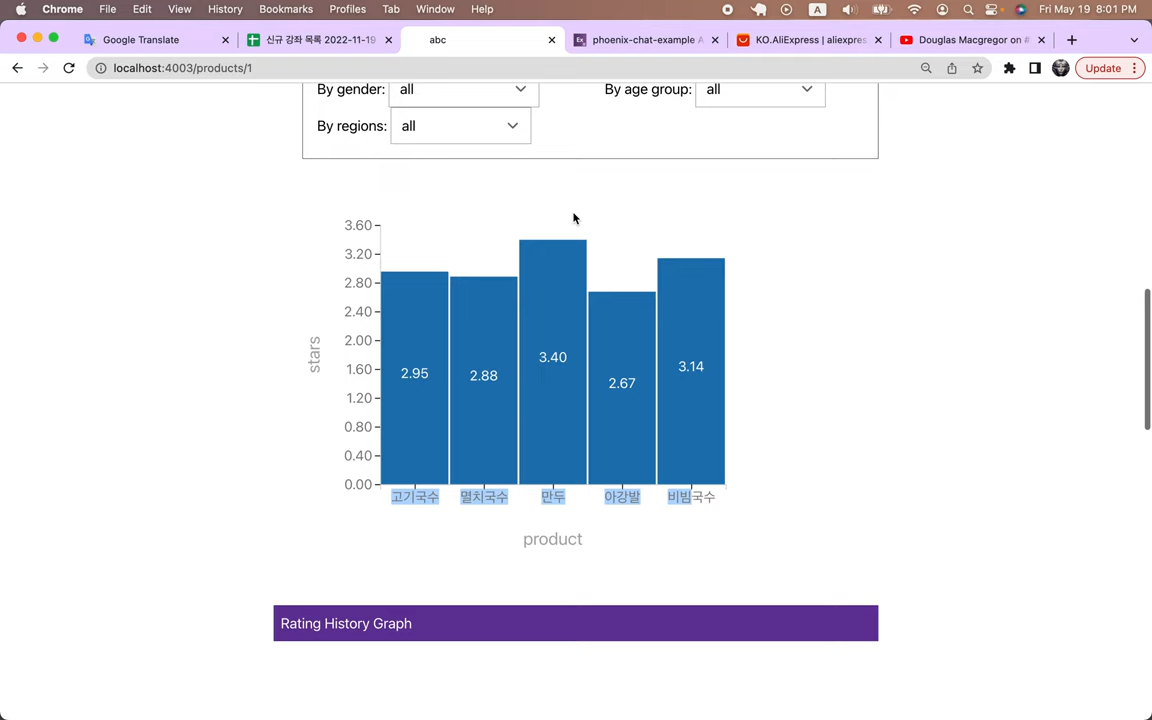 Chrome File Edit View History Bookmarks Profiles Tab Window Help A Fri May 19 8:01 PM
Google Translate 신규 강좌 목록 2022-11-19 abc phoenix-chat-example A KO.AliExpress | aliexpres Douglas Macgregor on #
localhost:4003/products/1 Update
By gender: all By age group: all
By regions: all
3.60
3.20
2.80
2.40
2.00
1.60
1.20
0.80
0.40
0.00
stars
2.95 2.88 3.40 2.67 3.14
고기국수 멸치국수 만두 아강발 비빔국수
product
Rating History Graph